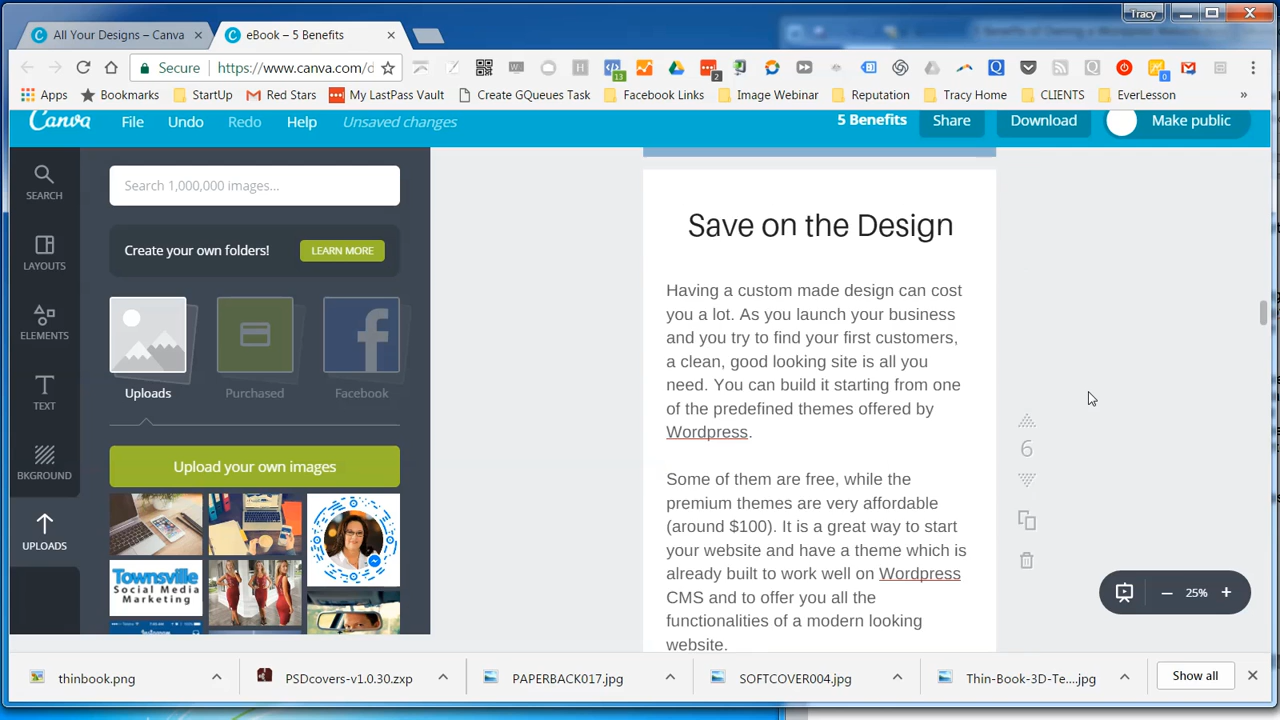 Tracy
All Your Designs – Canva
eBook – 5 Benefits
Secure
https://www.canva.com/d
13
2
0
Apps
Bookmarks
StartUp
Red Stars
My LastPass Vault
Create GQueues Task
Facebook Links
Image Webinar
Reputation
Tracy Home
CLIENTS
EverLesson
»
Canva
File
Undo
Redo
Help
Unsaved changes
5 Benefits
Share
Download
Make public
SEARCH
LAYOUTS
ELEMENTS
TEXT
BKGROUND
UPLOADS
Search 1,000,000 images...
Create your own folders!
LEARN MORE
Uploads
Purchased
Facebook
Upload your own images
Townsville
Social Media
Marketing
Save on the Design
Having a custom made design can cost
you a lot. As you launch your business
and you try to find your first customers,
a clean, good looking site is all you
need. You can build it starting from one
of the predefined themes offered by
Wordpress.
Some of them are free, while the
premium themes are very affordable
(around $100). It is a great way to start
your website and have a theme which is
already built to work well on Wordpress
CMS and to offer you all the
functionalities of a modern looking
website.
6
25%
thinbook.png
PSDcovers-v1.0.30.zxp
PAPERBACK017.jpg
SOFTCOVER004.jpg
Thin-Book-3D-Te....jpg
Show all